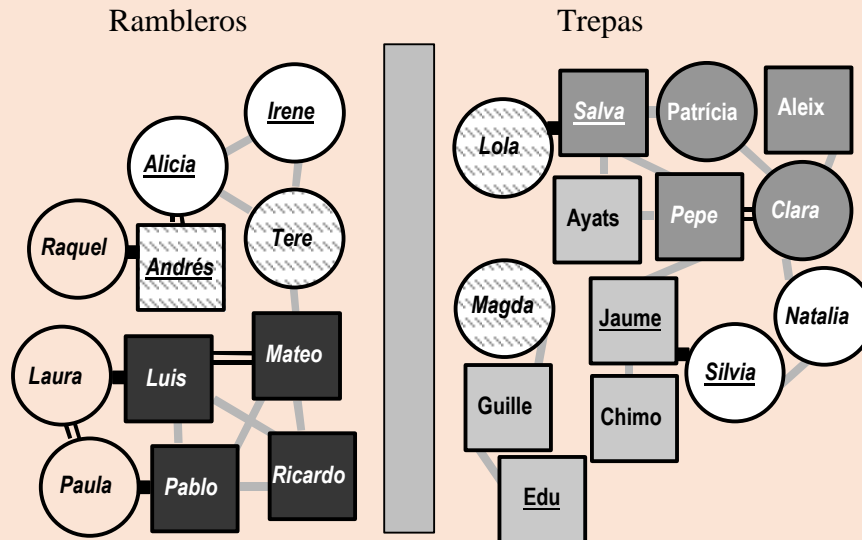 Rambleros
Trepas
Irene
Alicia
Raquel
Andrés
Tere
Laura
Luis
Mateo
Paula
Pablo
Ricardo
Lola
Salva
Patrícia
Aleix
Ayats
Pepe
Clara
Magda
Jaume
Natalia
Silvia
Guille
Chimo
Edu